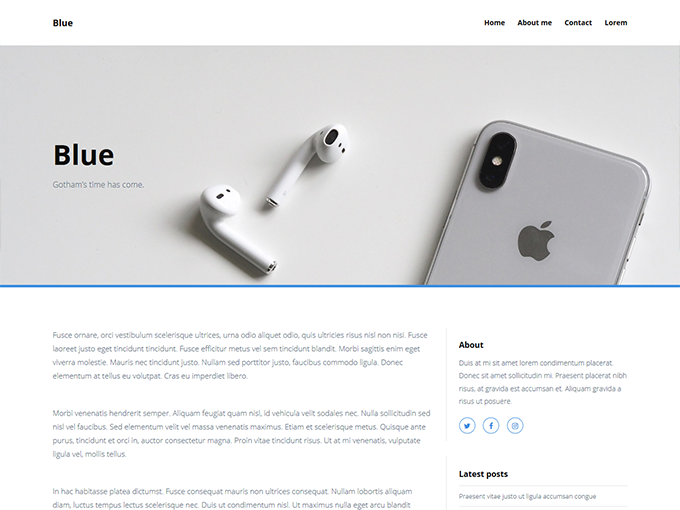 Blue
Home About me Contact Lorem
Blue
Gotham's time has come.
Fusce ornare, orci vestibulum scelerisque ultrices, urna odio aliquet odio, quis ultricies risus nisl non nisi. Fusce
laoreet justo eget tincidunt tincidunt. Fusce efficitur metus vel sem tincidunt blandit. Morbi sagittis enim eget
viverra molestie. Mauris nec tincidunt justo. Nullam sed porttitor justo, faucibus commodo ligula. Donec
elementum at tellus eu volutpat. Cras eu imperdiet libero.
Morbi venenatis hendrerit semper. Aliquam feugiat quam nisl, id vehicula velit sodales nec. Nulla sollicitudin sed
nisl vel faucibus. Sed elementum velit vel massa venenatis maximus. Etiam et scelerisque metus. Quisque ante
purus, tincidunt et orci in, auctor consectetur magna. Proin vitae tincidunt risus. Ut at mi venenatis, vulputate
ligula vel, mollis tellus.
In hac habitasse platea dictumst. Fusce consequat mauris non ultrices consequat. Nullam lobortis aliquam
diam, luctus tempus lectus scelerisque nec. Duis ut condimentum nisl. Ut maximus nulla eget arcu blandit
About
Duis at mi sit amet lorem condimentum placerat.
Donec sit amet sollicitudin mi. Praesent placerat nibh
risus, at gravida est accumsan et. Aliquam gravida a
risus ut posuere.
Latest posts
Praesent vitae justo ut ligula accumsan congue